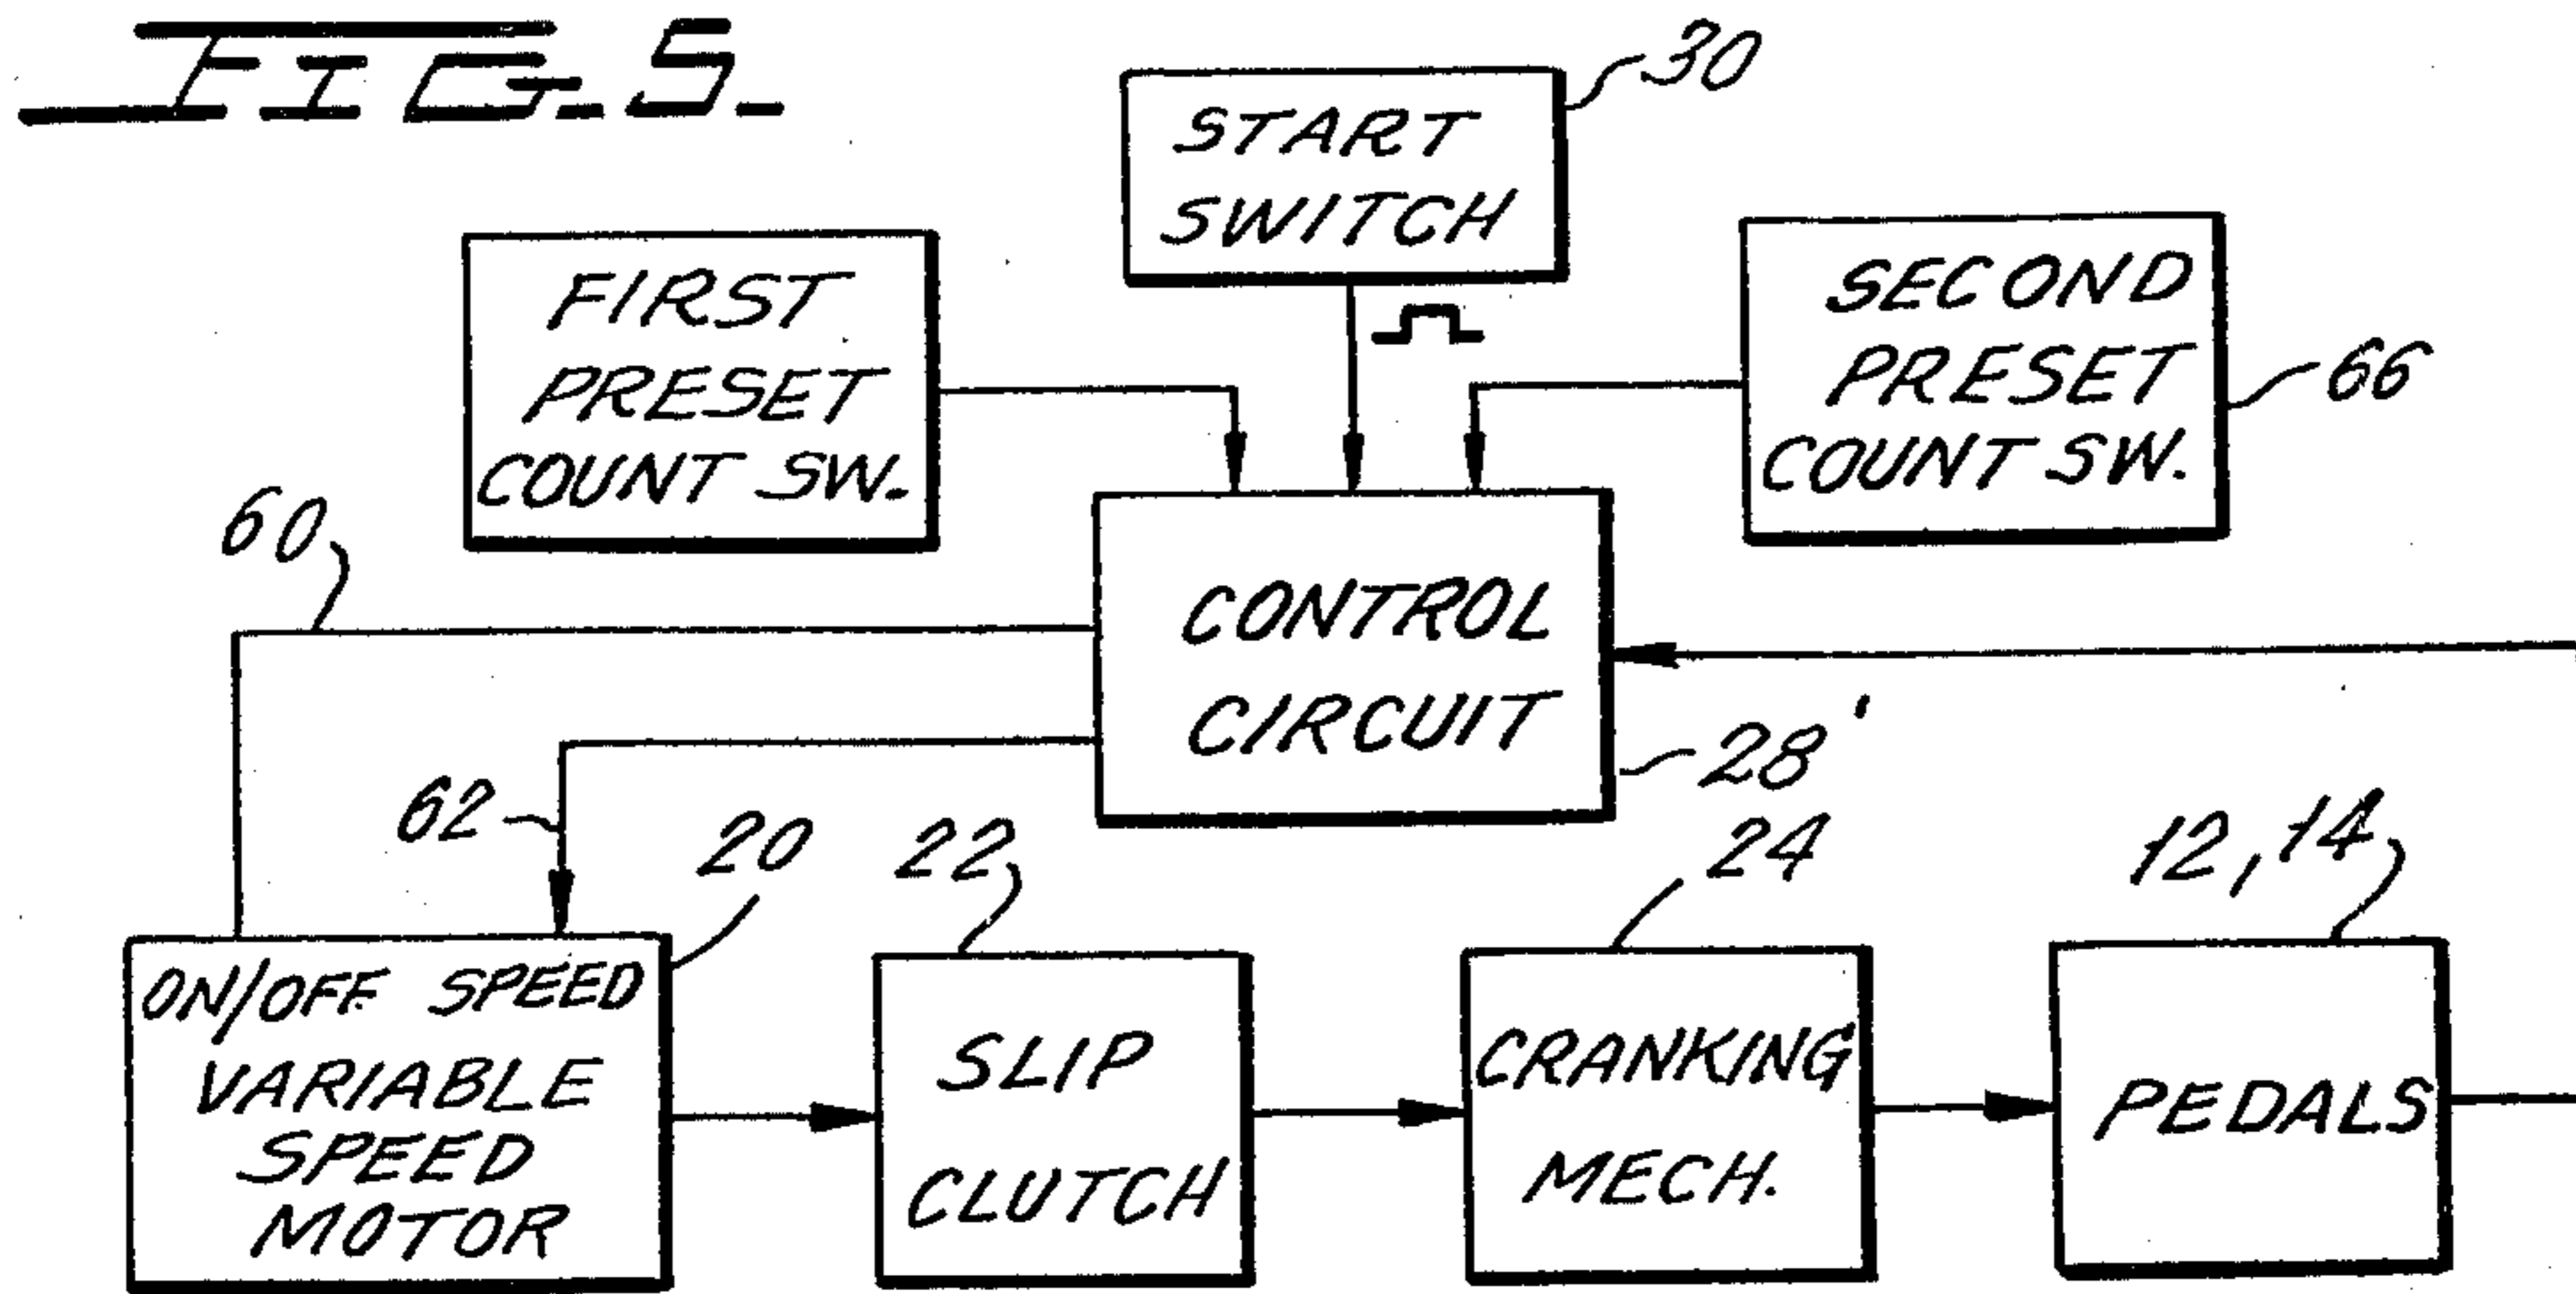 FIG. 5.
START
SWITCH
30
FIRST
PRESET
COUNT SW.
SECOND
PRESET
COUNT SW.
66
60
CONTROL
CIRCUIT
28'
62
20
22
24
12, 14
ON/OFF SPEED
VARIABLE
SPEED
MOTOR
SLIP
CLUTCH
CRANKING
MECH.
PEDALS